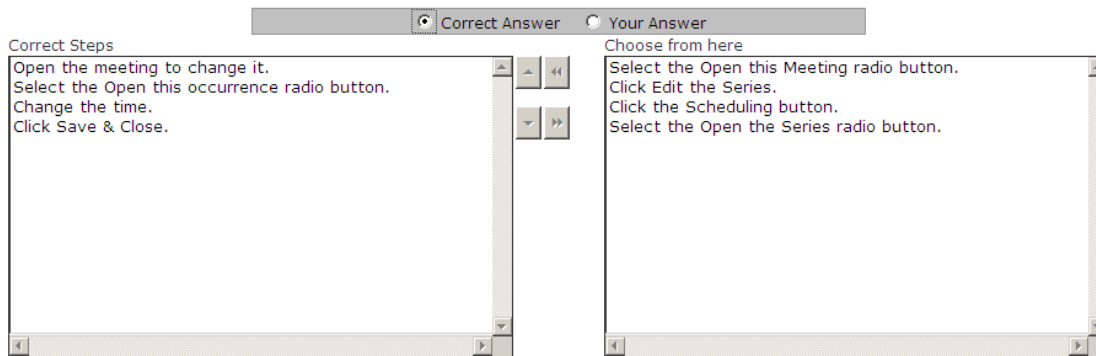 Correct Answer Your Answer
Correct Steps
Open the meeting to change it.
Select the Open this occurrence radio button.
Change the time.
Click Save & Close.
Choose from here
Select the Open this Meeting radio button.
Click Edit the Series.
Click the Scheduling button.
Select the Open the Series radio button.